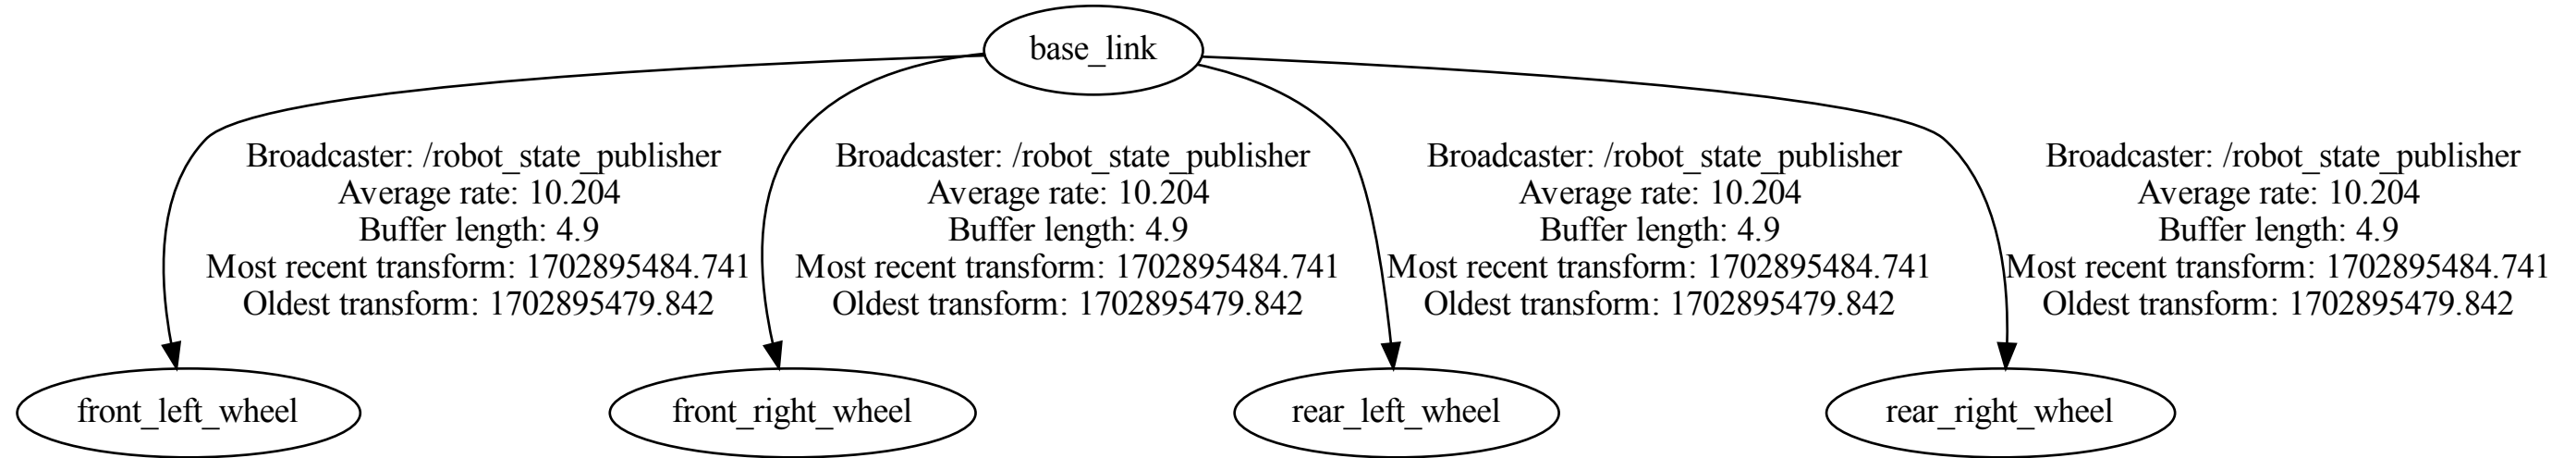 base_link
Broadcaster: /robot_state_publisher
Average rate: 10.204
Buffer length: 4.9
Most recent transform: 1702895484.741
Oldest transform: 1702895479.842
Broadcaster: /robot_state_publisher
Average rate: 10.204
Buffer length: 4.9
Most recent transform: 1702895484.741
Oldest transform: 1702895479.842
Broadcaster: /robot_state_publisher
Average rate: 10.204
Buffer length: 4.9
Most recent transform: 1702895484.741
Oldest transform: 1702895479.842
Broadcaster: /robot_state_publisher
Average rate: 10.204
Buffer length: 4.9
Most recent transform: 1702895484.741
Oldest transform: 1702895479.842
front_left_wheel
front_right_wheel
rear_left_wheel
rear_right_wheel